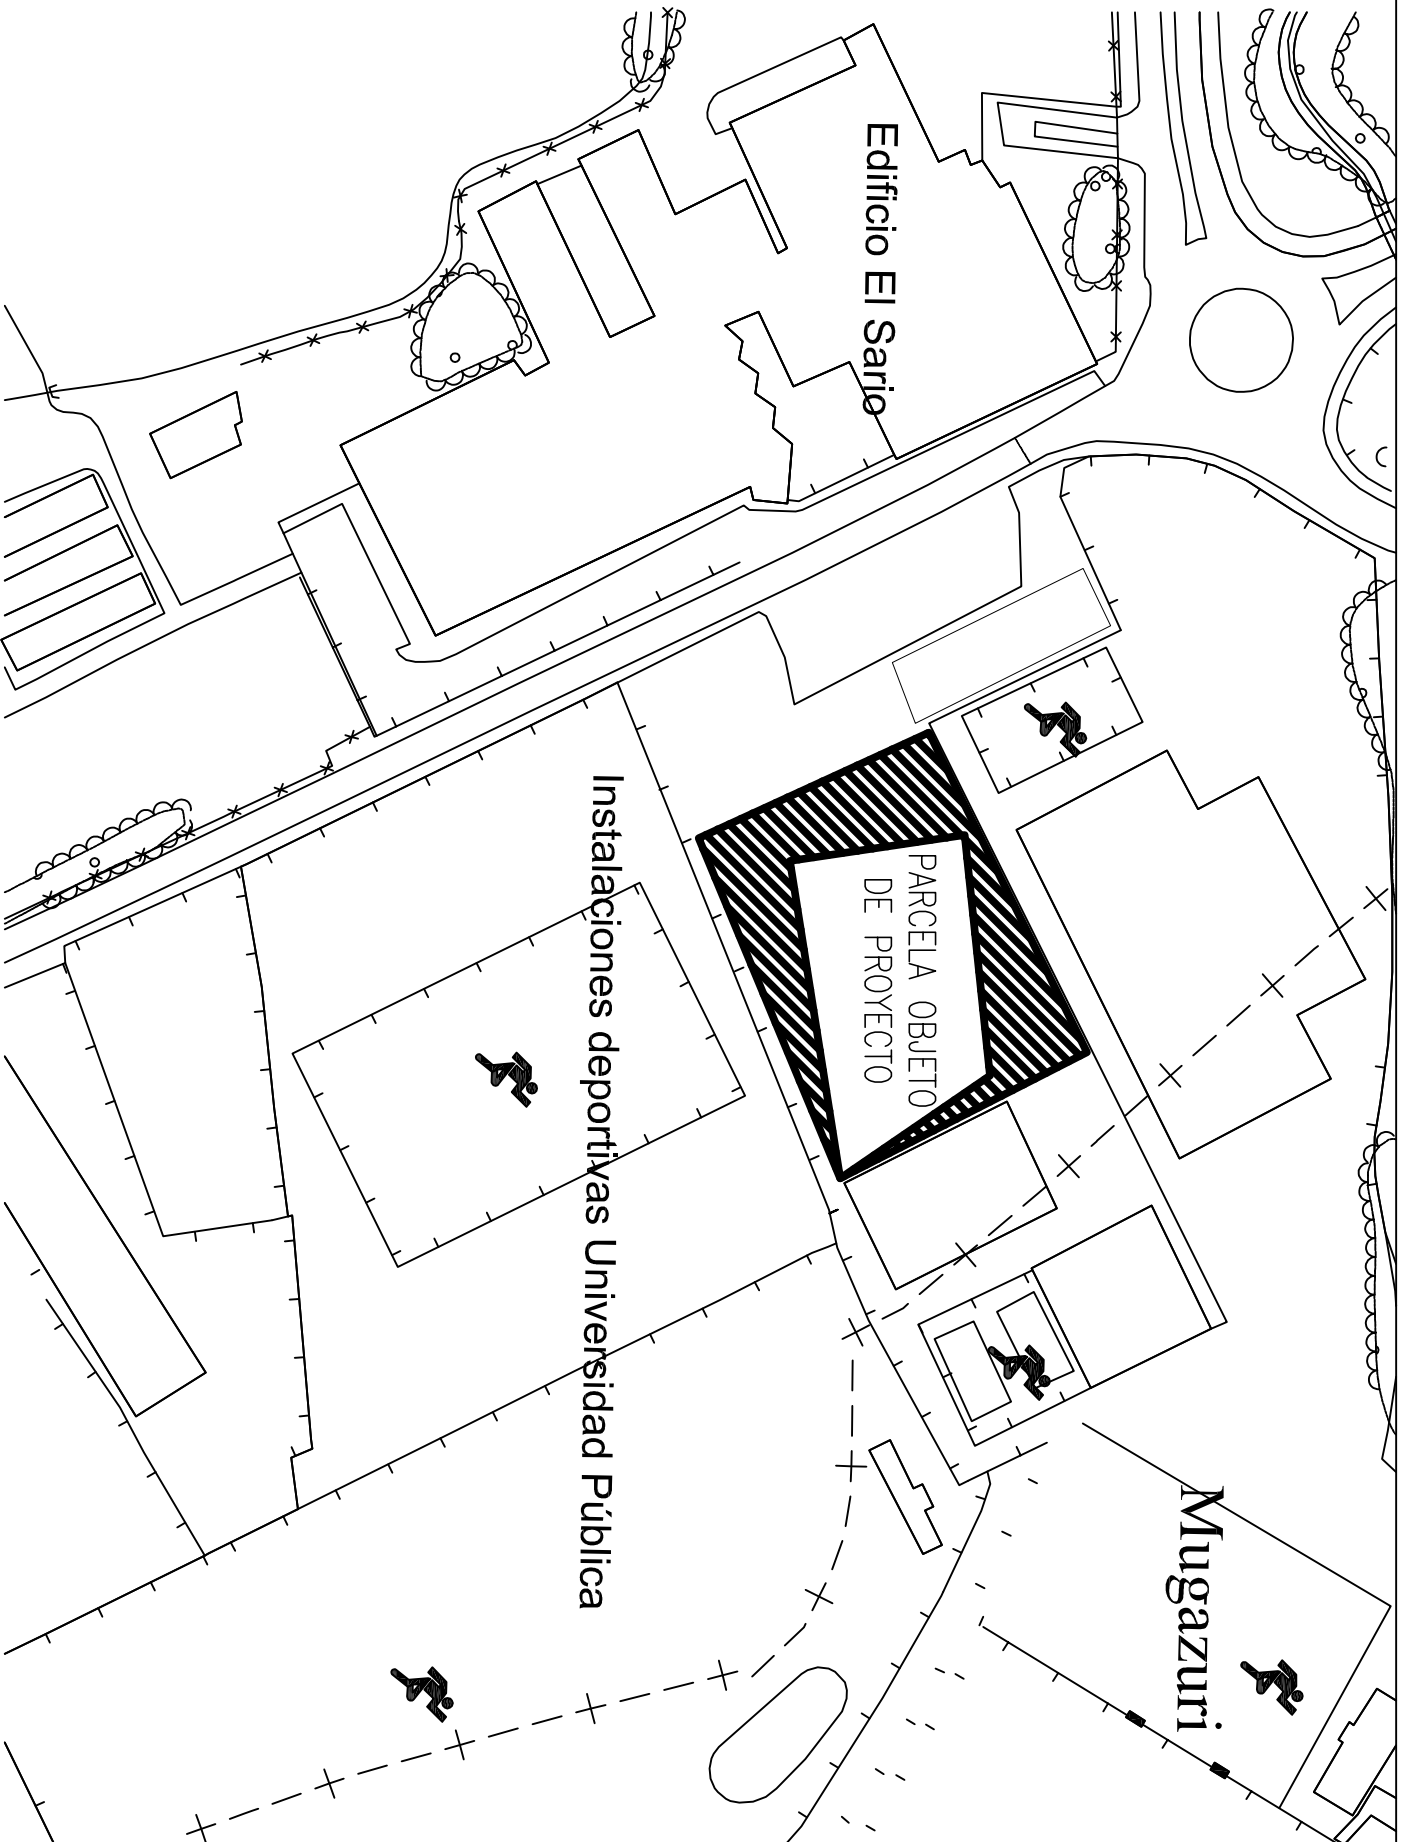 Mugazuri
Edificio El Sario
PARCELA OBJETO
DE PROYECTO
Instalaciones deportivas Universidad Pública